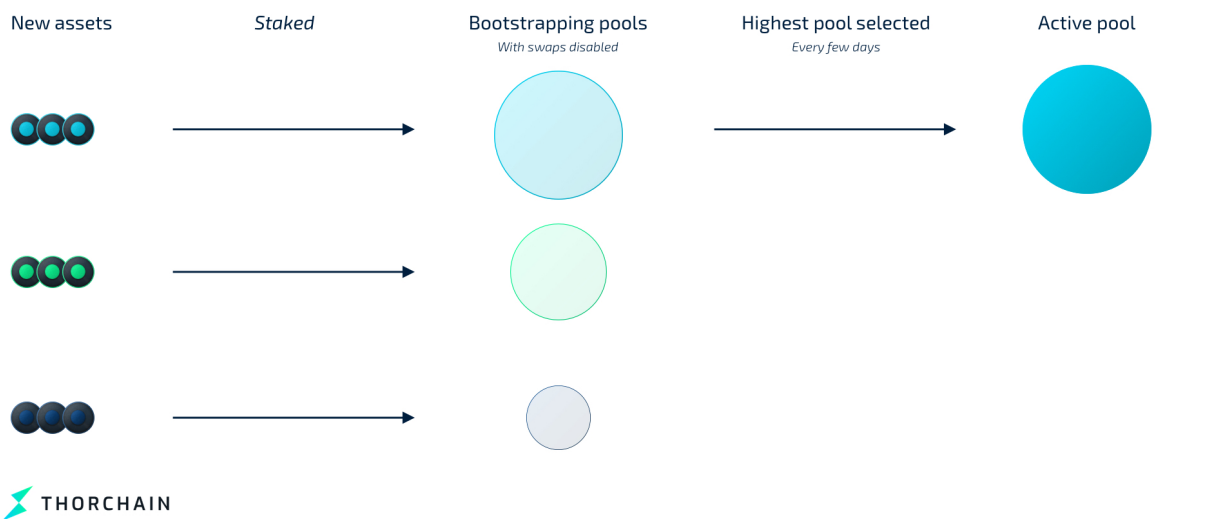 New assets
Staked
Bootstrapping pools
With swaps disabled
Highest pool selected
Every few days
Active pool
THORCHAIN